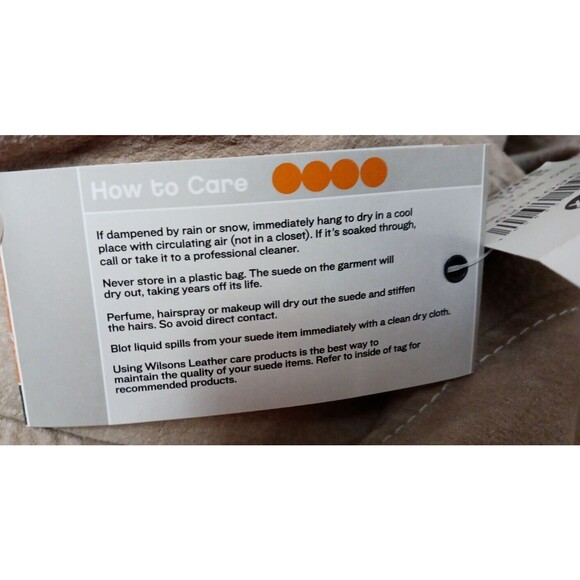 How to Care
If dampened by rain or snow, immediately hang to dry in a cool
place with circulating air (not in a closet). If it's soaked through,
call or take it to a professional cleaner.
Never store in a plastic bag. The suede on the garment will
dry out, taking years off its life.
Perfume, hairspray or makeup will dry out the suede and stiffen
the hairs. So avoid direct contact.
Blot liquid spills from your suede item immediately with a clean dry cloth.
Using Wilsons Leather care products is the best way to
maintain the quality of your suede items. Refer to inside of tag for
recommended products.